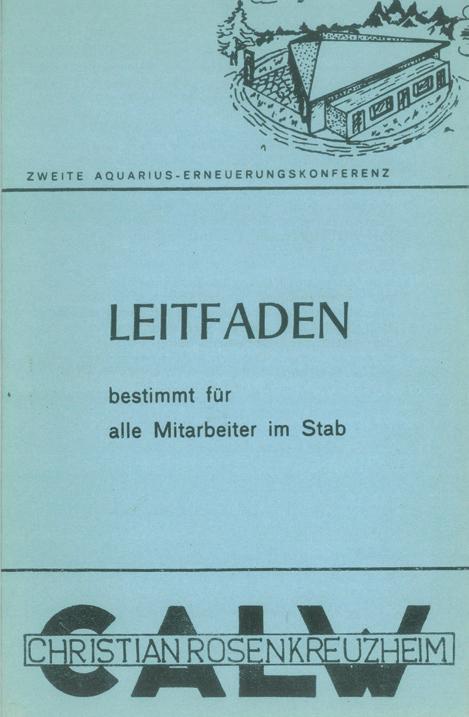 ZWEITE AQUARIUS-ERNEUERUNGSKONFERENZ
LEITFADEN
bestimmt für
alle Mitarbeiter im Stab
CALW
CHRISTIAN ROSENKREUZHEIM